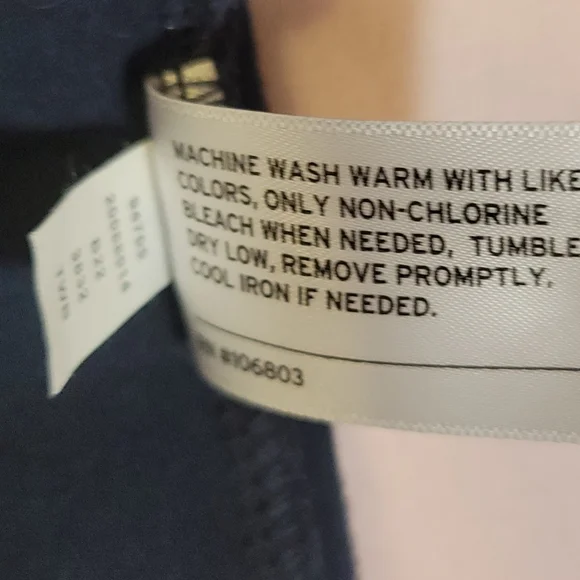 MACHINE WASH WARM WITH LIKE
COLORS, ONLY NON-CHLORINE
BLEACH WHEN NEEDED, TUMBLE
DRY LOW, REMOVE PROMPTLY,
COOL IRON IF NEEDED.
RN #106803